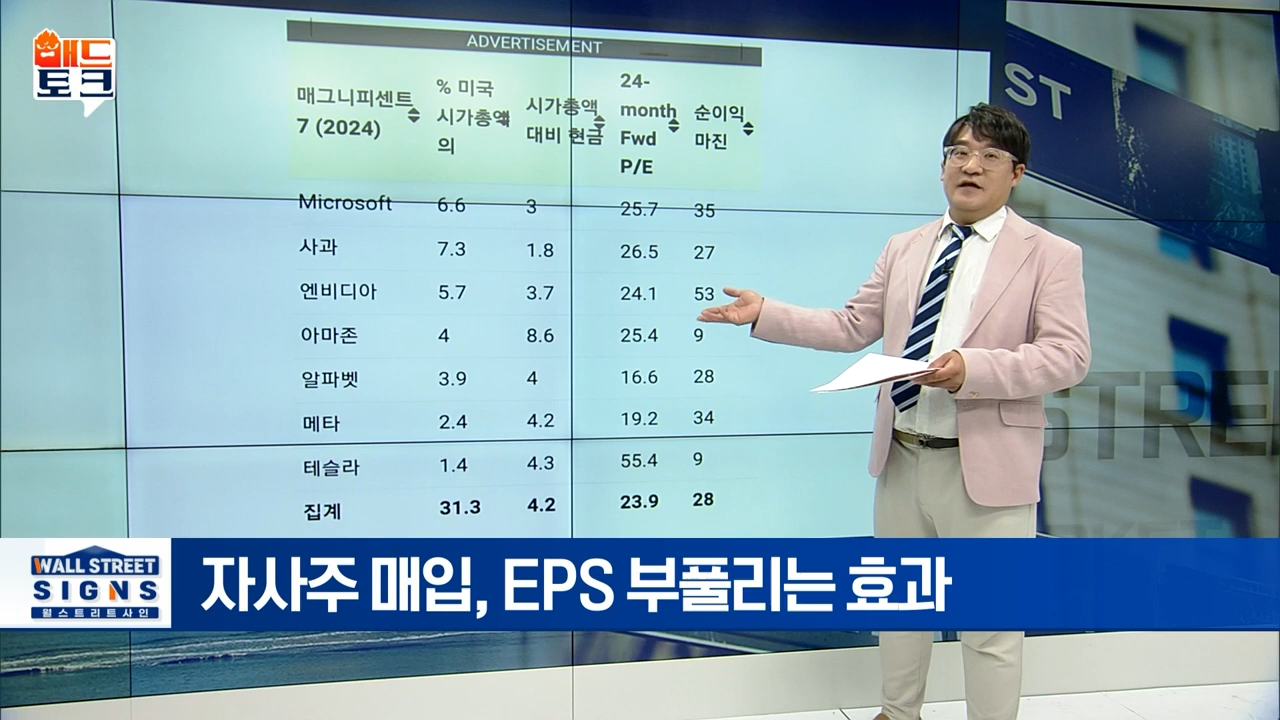 매드
토크
ADVERTISEMENT
매그니피센트
7 (2024)
% 미국
시가총액
의
시가총액
대비 현금
24-
month
Fwd
P/E
순이익
마진
Microsoft 6.6 3 25.7 35
사과 7.3 1.8 26.5 27
엔비디아 5.7 3.7 24.1 53
아마존 4 8.6 25.4 9
알파벳 3.9 4 16.6 28
메타 2.4 4.2 19.2 34
테슬라 1.4 4.3 55.4 9
집계 31.3 4.2 23.9 28
ST
STREE
WALL STREET
SIGNS
월스트리트사인
자사주 매입, EPS 부풀리는 효과